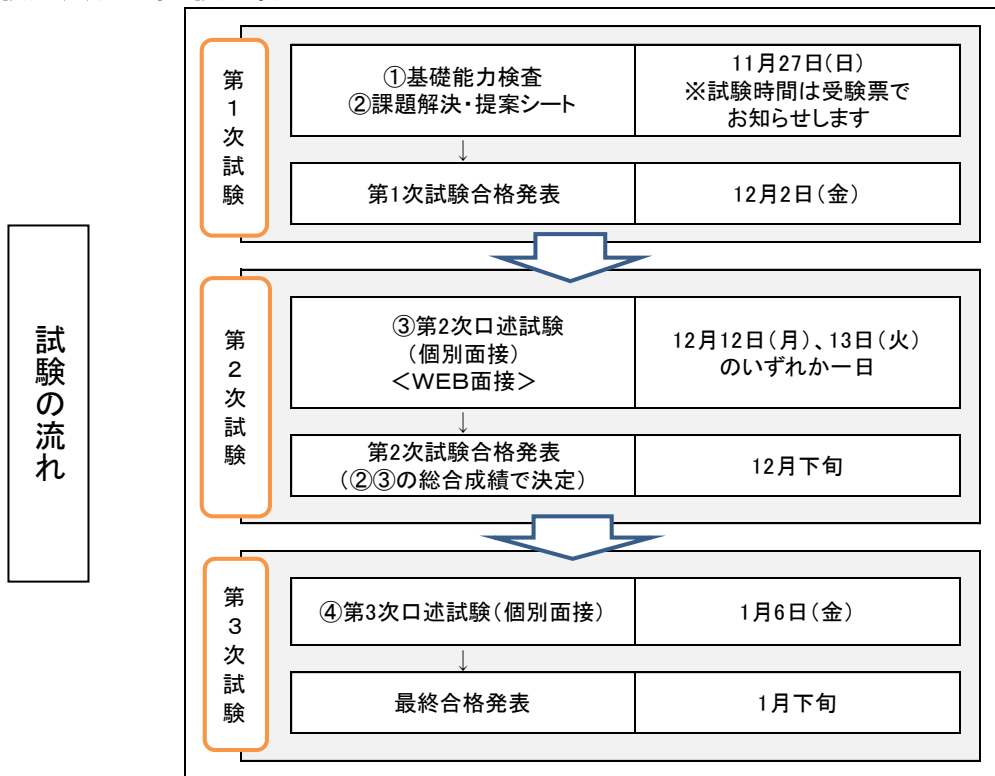 試験の流れ
第1次試験
①基礎能力検査
②課題解決・提案シート
11月27日(日)
※試験時間は受験票で
お知らせします
↓
第1次試験合格発表
12月2日(金)
第2次試験
③第2次口述試験
(個別面接)
<WEB面接>
12月12日(月)、13日(火)
のいずれか一日
↓
第2次試験合格発表
(②③の総合成績で決定)
12月下旬
第3次試験
④第3次口述試験(個別面接)
1月6日(金)
↓
最終合格発表
1月下旬